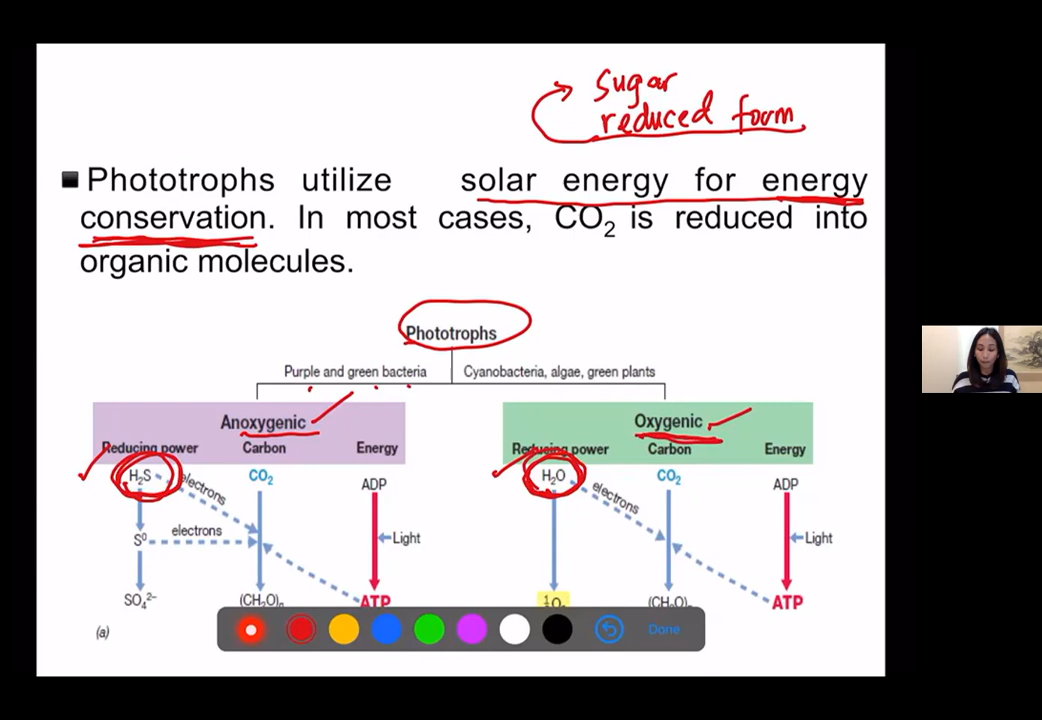 Sugar
reduced form
Phototrophs utilize solar energy for energy
conservation. In most cases, CO₂ is reduced into
organic molecules.
Phototrophs
Purple and green bacteria
Cyanobacteria, algae, green plants
Anoxygenic
Reducing power Carbon Energy
H₂S electrons CO₂ ADP
S⁰ electrons Light
SO₄²⁻ (CH₂O)n ATP
(a)
Oxygenic
Reducing power Carbon Energy
H₂O electrons CO₂ ADP
Light
½O₂ (CH₂O)n ATP
Done